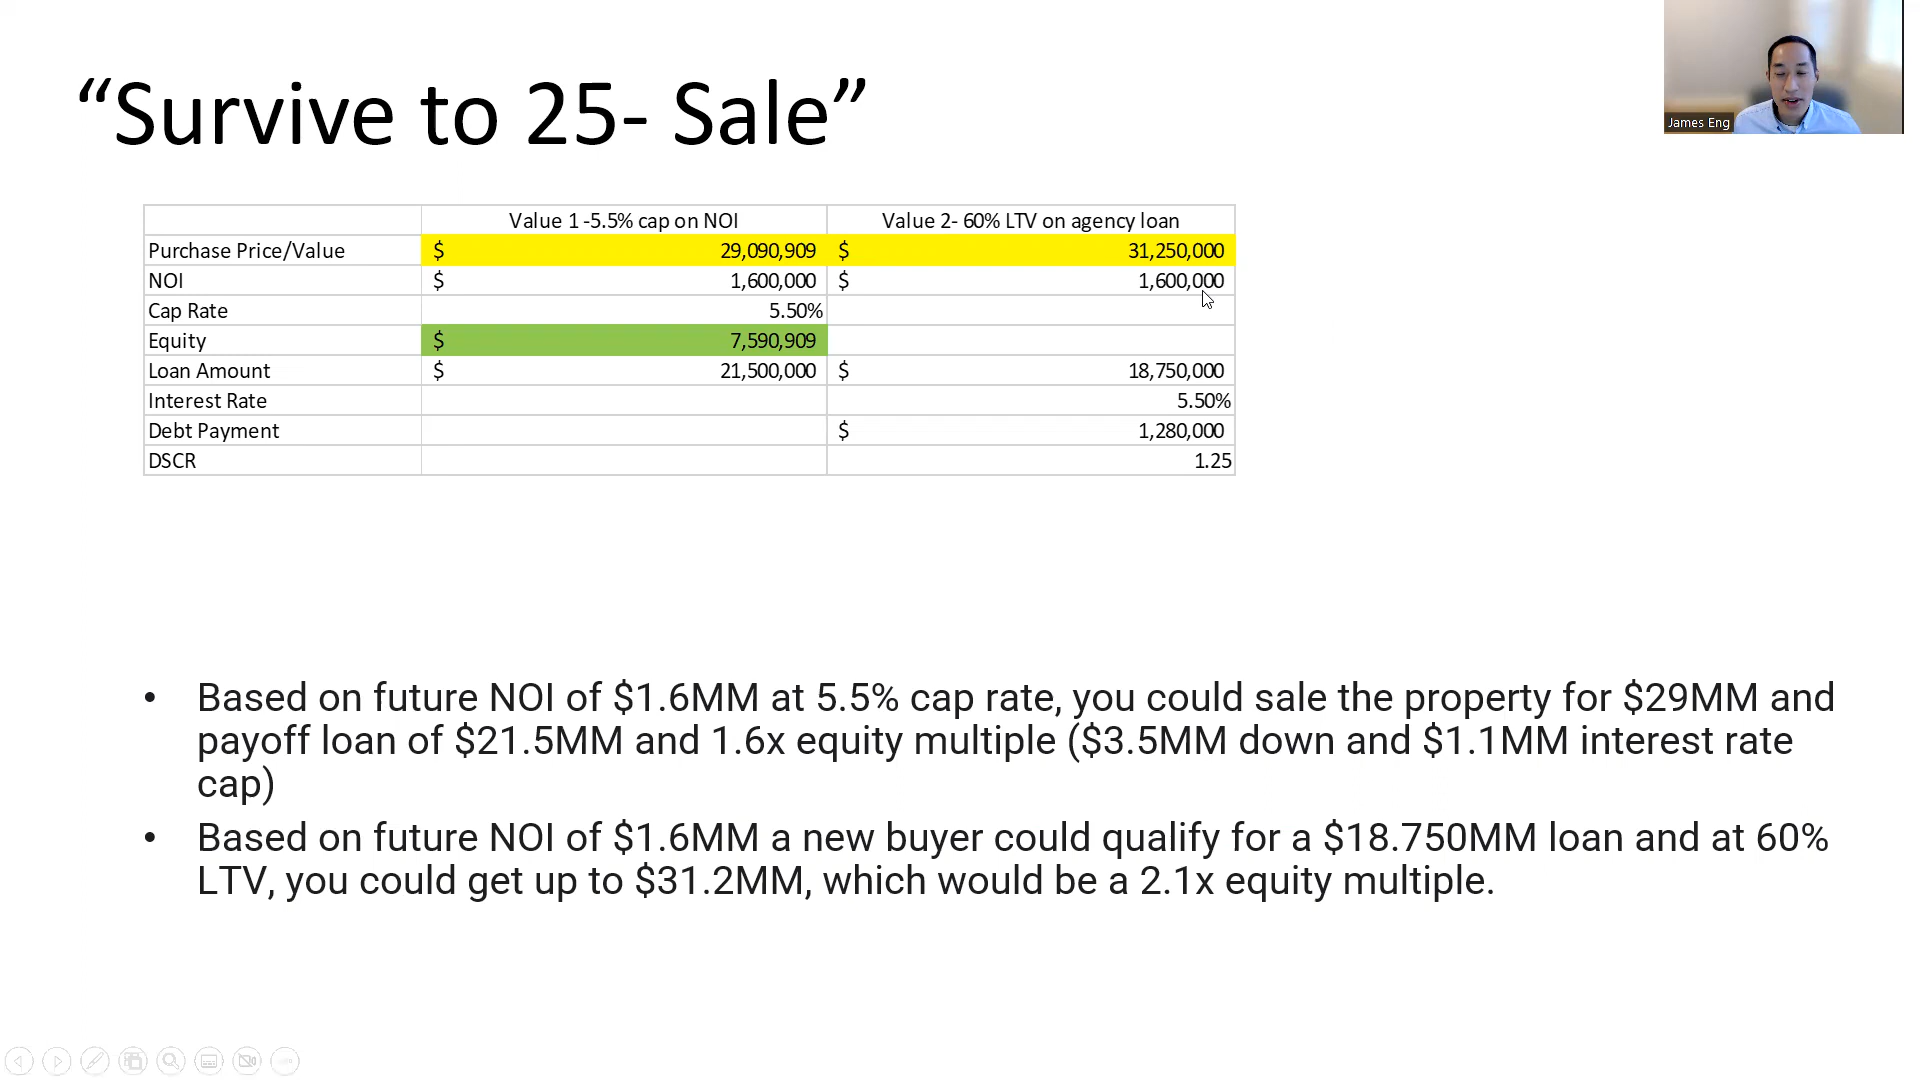 “Survive to 25- Sale”
James Eng
Value 1 -5.5% cap on NOI Value 2- 60% LTV on agency loan
Purchase Price/Value $ 29,090,909 $ 31,250,000
NOI $ 1,600,000 $ 1,600,000
Cap Rate 5.50%
Equity $ 7,590,909
Loan Amount $ 21,500,000 $ 18,750,000
Interest Rate 5.50%
Debt Payment $ 1,280,000
DSCR 1.25
• Based on future NOI of $1.6MM at 5.5% cap rate, you could sale the property for $29MM and
payoff loan of $21.5MM and 1.6x equity multiple ($3.5MM down and $1.1MM interest rate
cap)
• Based on future NOI of $1.6MM a new buyer could qualify for a $18.750MM loan and at 60%
LTV, you could get up to $31.2MM, which would be a 2.1x equity multiple.